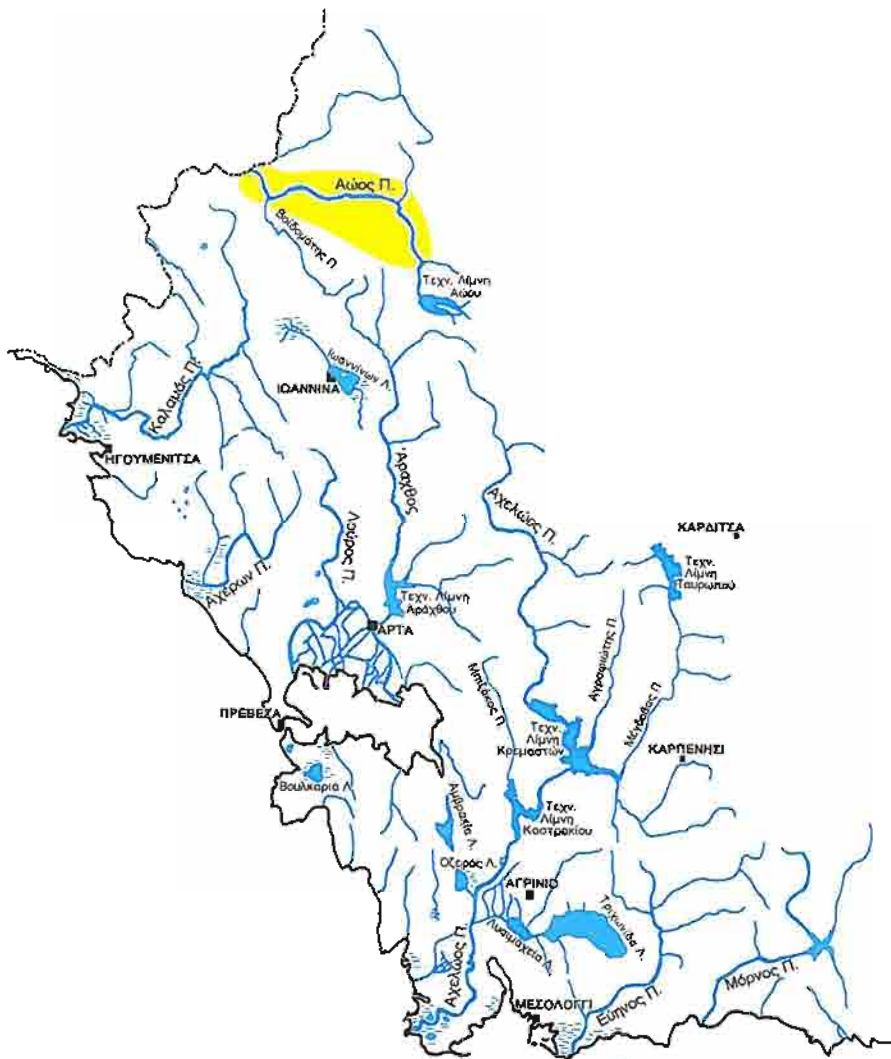 Αώος Π.
Βοϊδομάτης Π
Τεχν. Λίμνη
Αώου
Ιωαννίνων Λ.
ΙΩΑΝΝΙΝΑ
Καλαμάς Π.
ΗΓΟΥΜΕΝΙΤΣΑ
Άραχθος
Αχελώος Π.
ΚΑΡΔΙΤΣΑ
Λούρος Π.
Τεχν.
Λίμνη
Ταυρωπού
Αχέρων Π.
Τεχν. Λίμνη
Αράχθου
ΑΡΤΑ
Αγραφιώτης Π.
Μέγδοβας Π
ΠΡΕΒΕΖΑ
Τεχν.
Λίμνη
Κρεμαστών
ΚΑΡΠΕΝΗΣΙ
Βουλκαριά Λ
Αμβρακία Λ.
Τεχν.
Λίμνη
Καστρακίου
Οζερός Λ.
ΑΓΡΙΝΙΟ
Τριχωνίδα Λ.
Λυσιμαχεία Λ.
Αχελώος Π.
ΜΕΣΟΛΟΓΓΙ
Εύηνος Π.
Μόρνος Π.